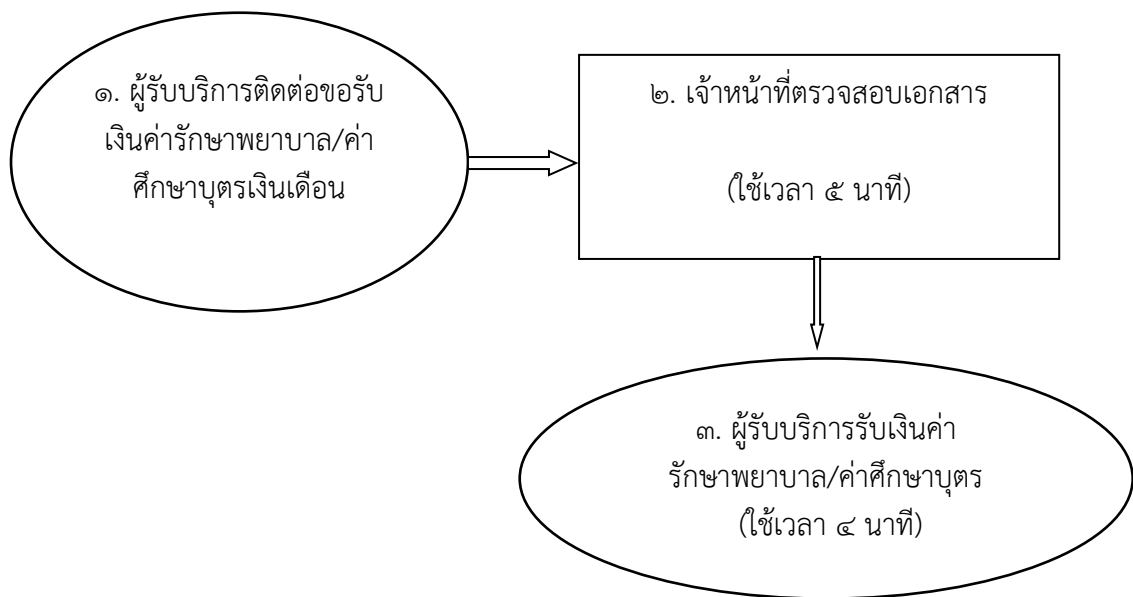 ๑. ผู้รับบริการติดต่อขอรับ
เงินค่ารักษาพยาบาล/ค่า
ศึกษาบุตรเงินเดือน
๒. เจ้าหน้าที่ตรวจสอบเอกสาร
(ใช้เวลา ๕ นาที)
๓. ผู้รับบริการรับเงินค่า
รักษาพยาบาล/ค่าศึกษาบุตร
(ใช้เวลา ๔ นาที)